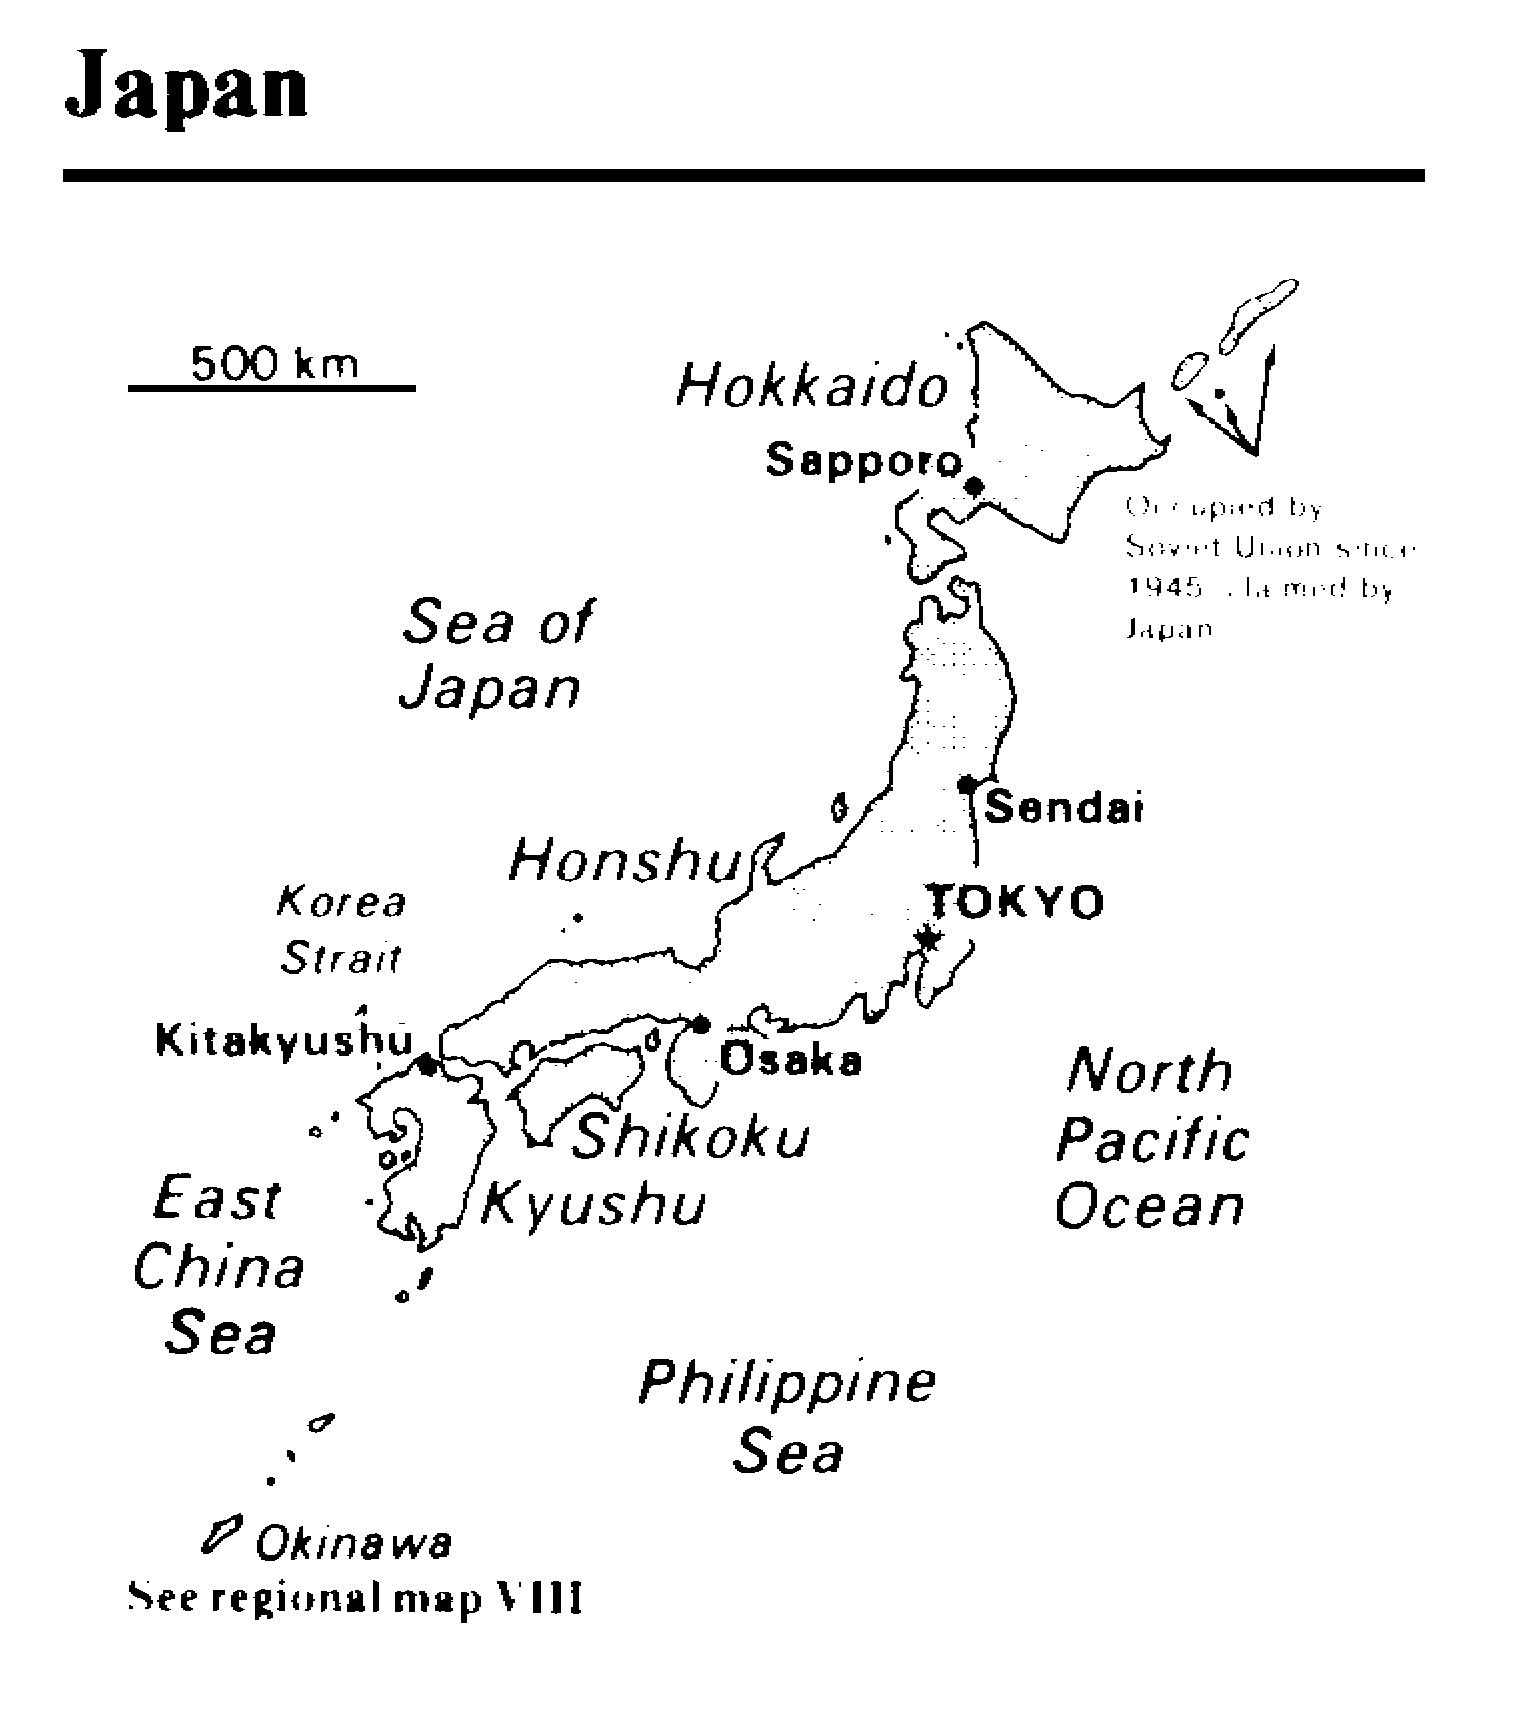 Japan
500 km
Hokkaido
Sapporo
Occupied by
Soviet Union since
1945 claimed by
Japan
Sea of
Japan
Sendai
Honshu
Korea
Strait
TOKYO
Kitakyushu
Osaka
North
Pacific
Ocean
Shikoku
Kyushu
East
China
Sea
Philippine
Sea
Okinawa
See regional map VIII